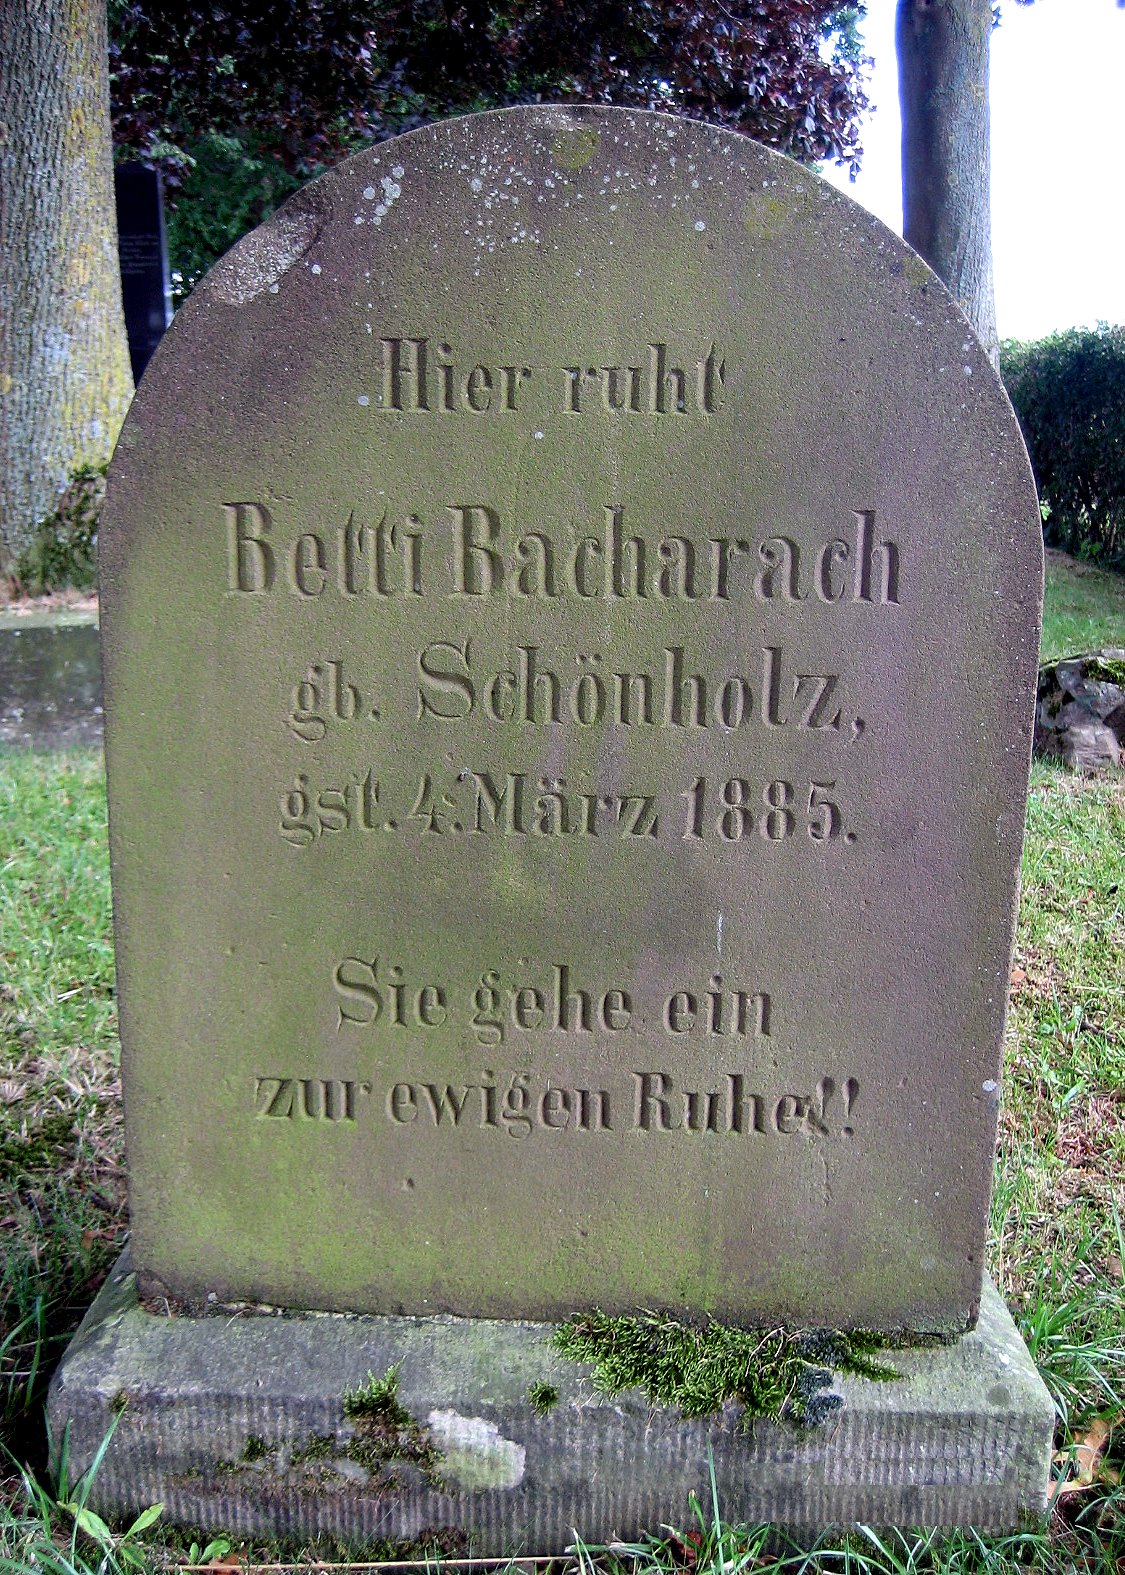 Hier ruht
Betti Bacharach
gb. Schönholz,
gst. 4. März 1885.
Sie gehe ein
zur ewigen Ruhe!!